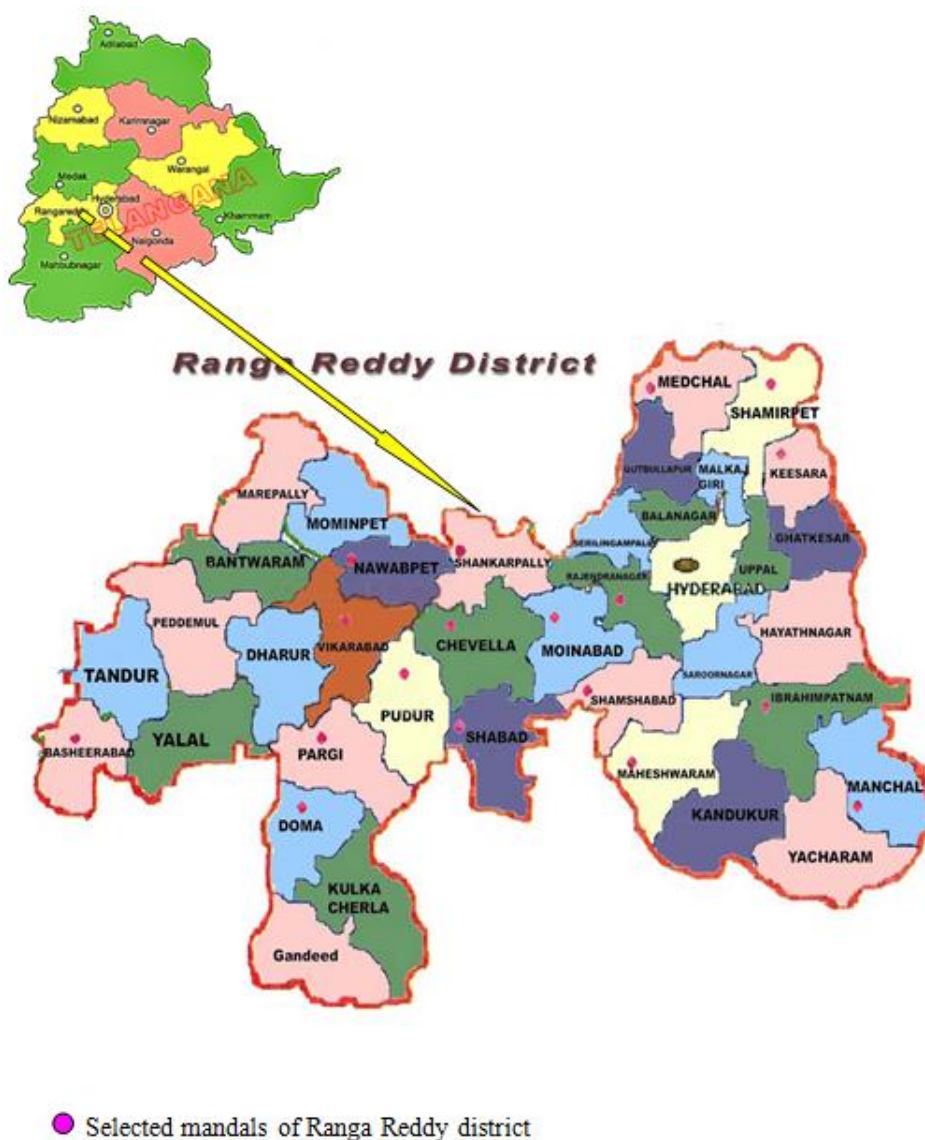 Adilabad
Nizamabad
Karimnagar
Warangal
Medak
Hyderabad
Rangareddy
TELANGANA
Khammam
Nalgonda
Mahbubnagar
Ranga Reddy District
MEDCHAL
SHAMIRPET
QUTBULLAPUR
MALKAJ
GIRI
KEESARA
MAREPALLY
MOMINPET
BALANAGAR
SERILINGAMPALLY
GHATKESAR
BANTWARAM
NAWABPET
SHANKARPALLY
RAJENDRANAGAR
UPPAL
HYDERABAD
PEDDEMUL
VIKARABAD
CHEVELLA
MOINABAD
HAYATHNAGAR
TANDUR
DHARUR
SAROORNAGAR
SHAMSHABAD
IBRAHIMPATNAM
PUDUR
YALAL
SHABAD
BASHEERABAD
PARGI
MAHESHWARAM
MANCHAL
KANDUKUR
DOMA
YACHARAM
KULKA
CHERLA
Gandeed
Selected mandals of Ranga Reddy district